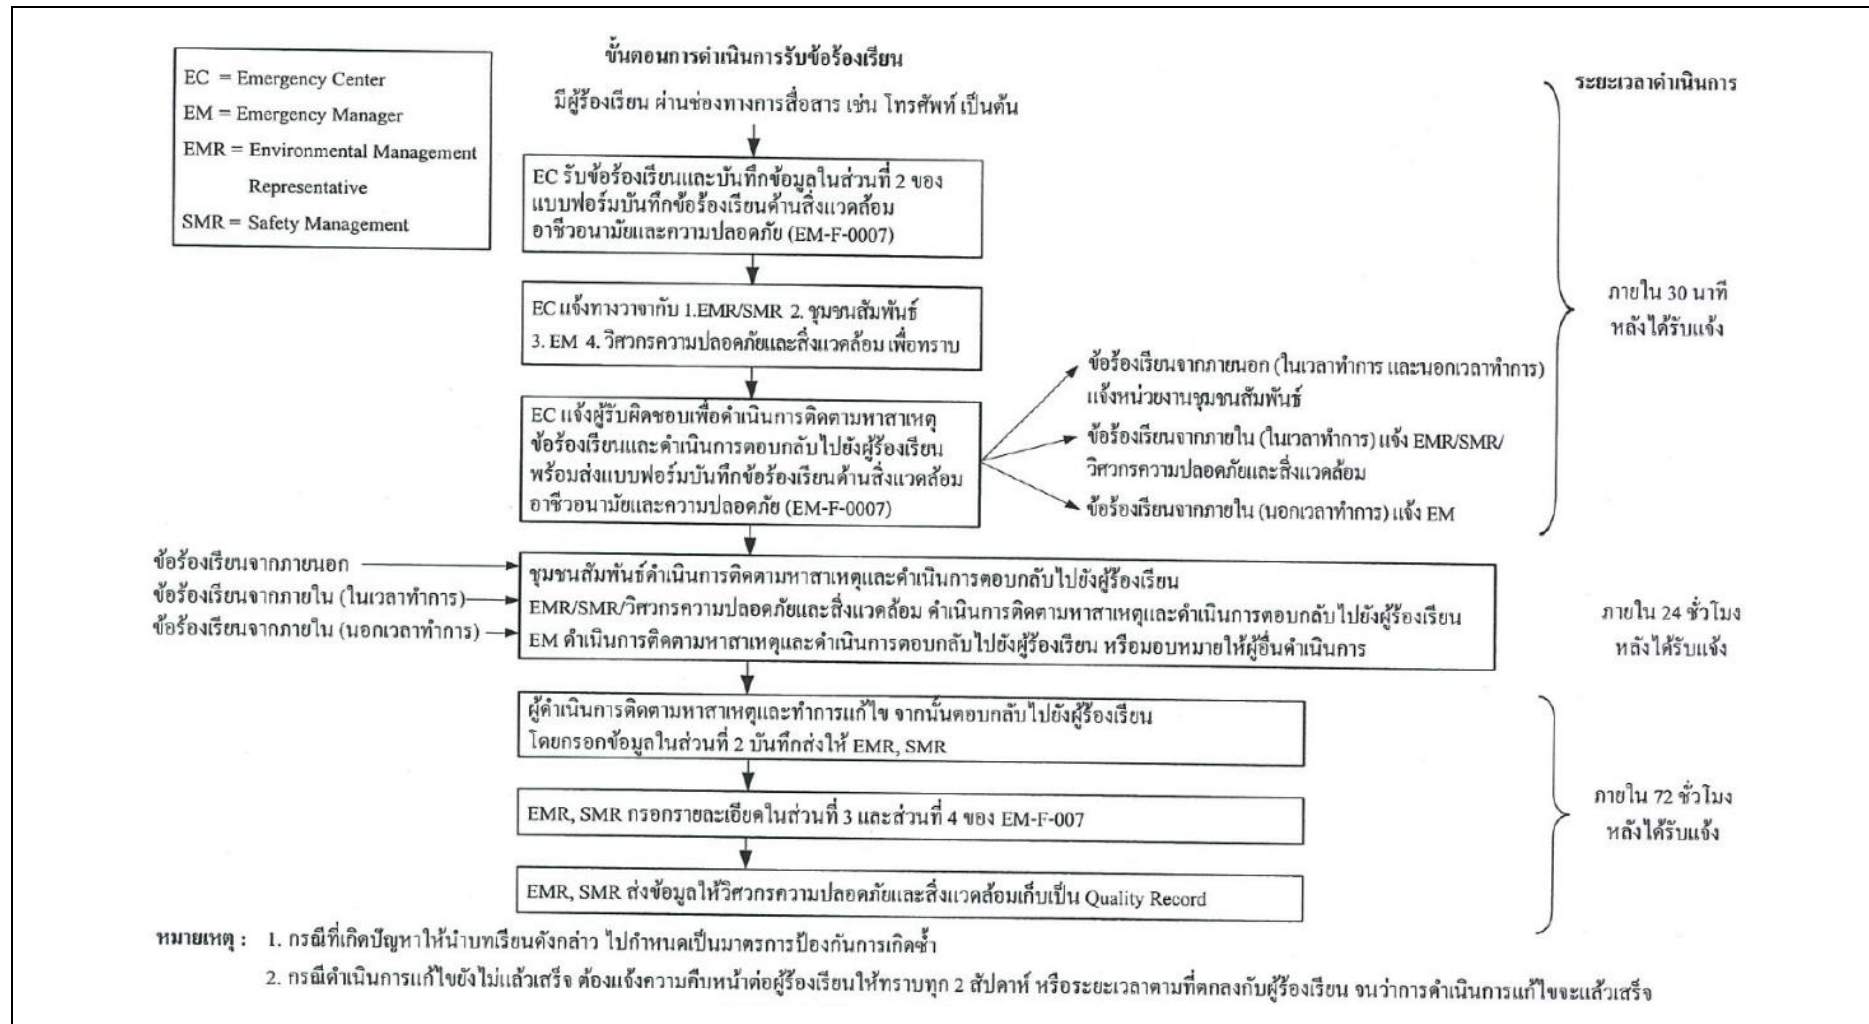 EC = Emergency Center
EM = Emergency Manager
EMR = Environmental Management
Representative
SMR = Safety Management
ขั้นตอนการดำเนินการรับข้อร้องเรียน
มีผู้ร้องเรียน ผ่านช่องทางการสื่อสาร เช่น โทรศัพท์ เป็นต้น
ระยะเวลาดำเนินการ
EC รับข้อร้องเรียนและบันทึกข้อมูลในส่วนที่ 2 ของ
แบบฟอร์มบันทึกข้อร้องเรียนด้านสิ่งแวดล้อม
อาชีวอนามัยและความปลอดภัย (EM-F-0007)
EC แจ้งทางวาจากับ 1.EMR/SMR 2. ชุมชนสัมพันธ์
3. EM 4. วิศวกรความปลอดภัยและสิ่งแวดล้อม เพื่อทราบ
ภายใน 30 นาที
หลังได้รับแจ้ง
EC แจ้งผู้รับผิดชอบเพื่อดำเนินการติดตามหาสาเหตุ
ข้อร้องเรียนและดำเนินการตอบกลับไปยังผู้ร้องเรียน
พร้อมส่งแบบฟอร์มบันทึกข้อร้องเรียนด้านสิ่งแวดล้อม
อาชีวอนามัยและความปลอดภัย (EM-F-0007)
ข้อร้องเรียนจากภายนอก (ในเวลาทำการ และนอกเวลาทำการ)
แจ้งหน่วยงานชุมชนสัมพันธ์
ข้อร้องเรียนจากภายใน (ในเวลาทำการ) แจ้ง EMR/SMR/
วิศวกรความปลอดภัยและสิ่งแวดล้อม
ข้อร้องเรียนจากภายใน (นอกเวลาทำการ) แจ้ง EM
ข้อร้องเรียนจากภายนอก
ข้อร้องเรียนจากภายใน (ในเวลาทำการ)
ข้อร้องเรียนจากภายใน (นอกเวลาทำการ)
ชุมชนสัมพันธ์ดำเนินการติดตามหาสาเหตุและดำเนินการตอบกลับไปยังผู้ร้องเรียน
EMR/SMR/วิศวกรความปลอดภัยและสิ่งแวดล้อม ดำเนินการติดตามหาสาเหตุและดำเนินการตอบกลับไปยังผู้ร้องเรียน
EM ดำเนินการติดตามหาสาเหตุและดำเนินการตอบกลับไปยังผู้ร้องเรียน หรือมอบหมายให้ผู้อื่นดำเนินการ
ภายใน 24 ชั่วโมง
หลังได้รับแจ้ง
ผู้ดำเนินการติดตามหาสาเหตุและทำการแก้ไข จากนั้นตอบกลับไปยังผู้ร้องเรียน
โดยกรอกข้อมูลในส่วนที่ 2 บันทึกส่งให้ EMR, SMR
EMR, SMR กรอกรายละเอียดในส่วนที่ 3 และส่วนที่ 4 ของ EM-F-007
EMR, SMR ส่งข้อมูลให้วิศวกรความปลอดภัยและสิ่งแวดล้อมเก็บเป็น Quality Record
ภายใน 72 ชั่วโมง
หลังได้รับแจ้ง
หมายเหตุ : 1. กรณีที่เกิดปัญหาให้นำบทเรียนดังกล่าว ไปกำหนดเป็นมาตรการป้องกันการเกิดซ้ำ
2. กรณีดำเนินการแก้ไขยังไม่แล้วเสร็จ ต้องแจ้งความคืบหน้าต่อผู้ร้องเรียนให้ทราบทุก 2 สัปดาห์ หรือระยะเวลาตามที่ตกลงกับผู้ร้องเรียน จนว่าการดำเนินการแก้ไขจะแล้วเสร็จ